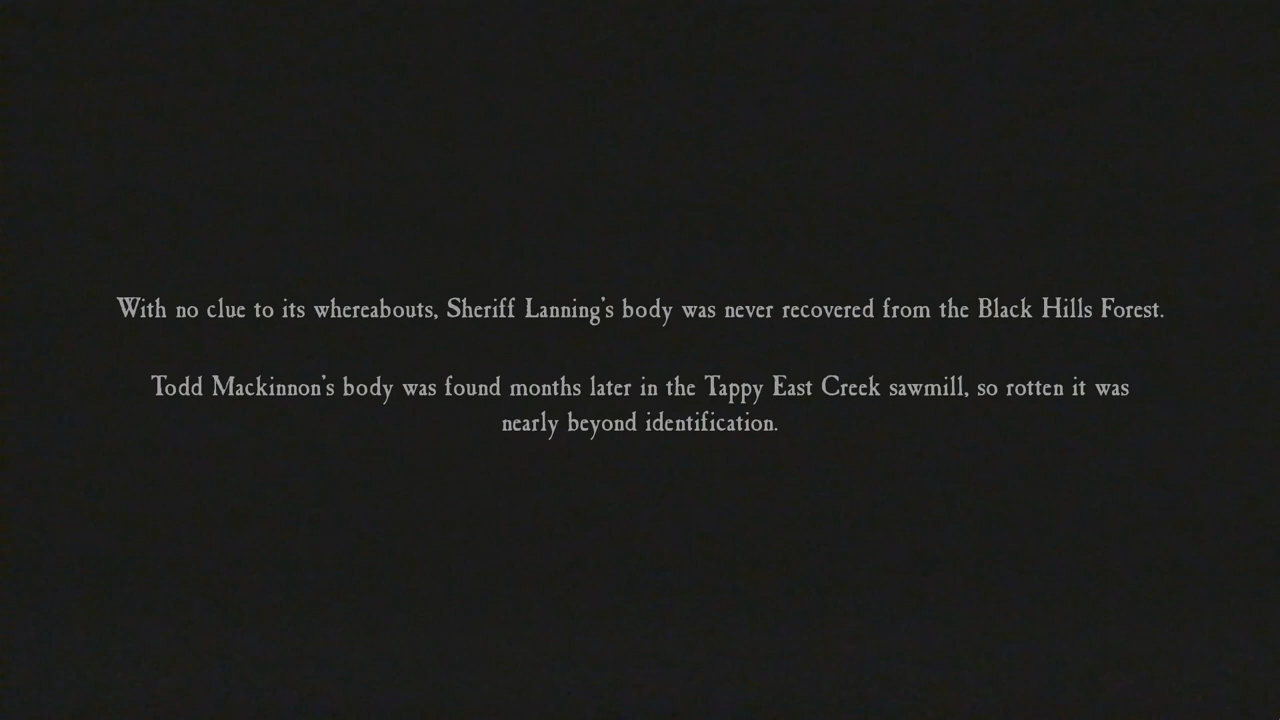 With no clue to its whereabouts, Sheriff Lanning's body was never recovered from the Black Hills Forest.
Todd Mackinnon's body was found months later in the Tappy East Creek sawmill, so rotten it was
nearly beyond identification.